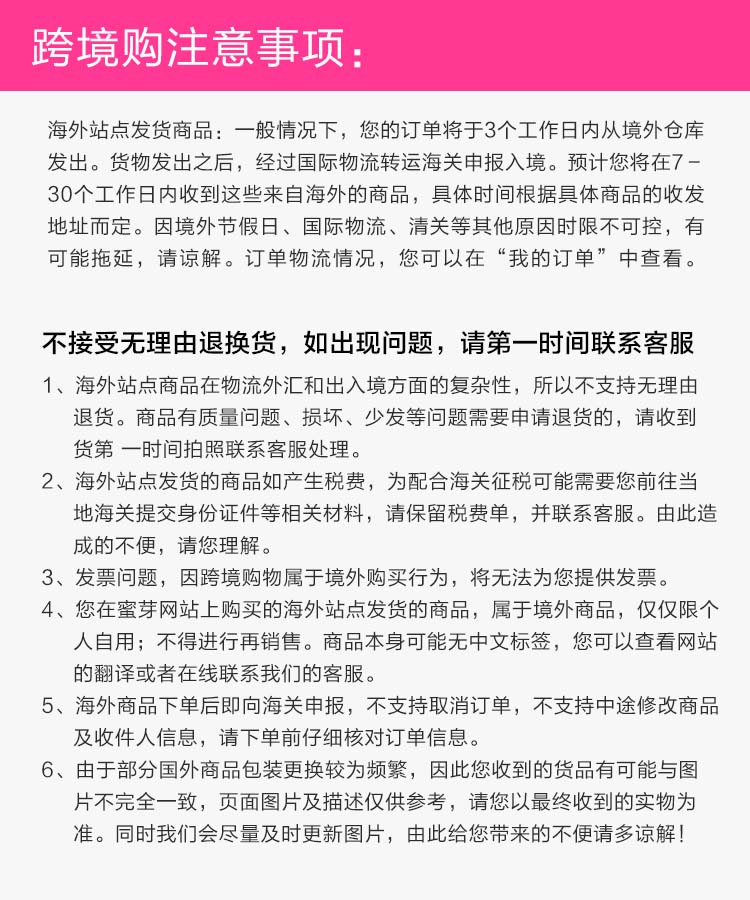 跨境购注意事项：
海外站点发货商品：一般情况下，您的订单将于3个工作日内从境外仓库
发出。货物发出之后，经过国际物流转运海关申报入境。预计您将在7－
30个工作日内收到这些来自海外的商品，具体时间根据具体商品的收发
地址而定。因境外节假日、国际物流、清关等其他原因时限不可控，有
可能拖延，请谅解。订单物流情况，您可以在“我的订单”中查看。
不接受无理由退换货，如出现问题，请第一时间联系客服
1、海外站点商品在物流外汇和出入境方面的复杂性，所以不支持无理由
退货。商品有质量问题、损坏、少发等问题需要申请退货的，请收到
货第 一时间拍照联系客服处理。
2、海外站点发货的商品如产生税费，为配合海关征税可能需要您前往当
地海关提交身份证件等相关材料，请保留税费单，并联系客服。由此造
成的不便，请您理解。
3、发票问题，因跨境购物属于境外购买行为，将无法为您提供发票。
4、您在蜜芽网站上购买的海外站点发货的商品，属于境外商品，仅仅限个
人自用；不得进行再销售。商品本身可能无中文标签，您可以查看网站
的翻译或者在线联系我们的客服。
5、海外商品下单后即向海关申报，不支持取消订单，不支持中途修改商品
及收件人信息，请下单前仔细核对订单信息。
6、由于部分国外商品包装更换较为频繁，因此您收到的货品有可能与图
片不完全一致，页面图片及描述仅供参考，请您以最终收到的实物为
准。同时我们会尽量及时更新图片，由此给您带来的不便请多谅解！